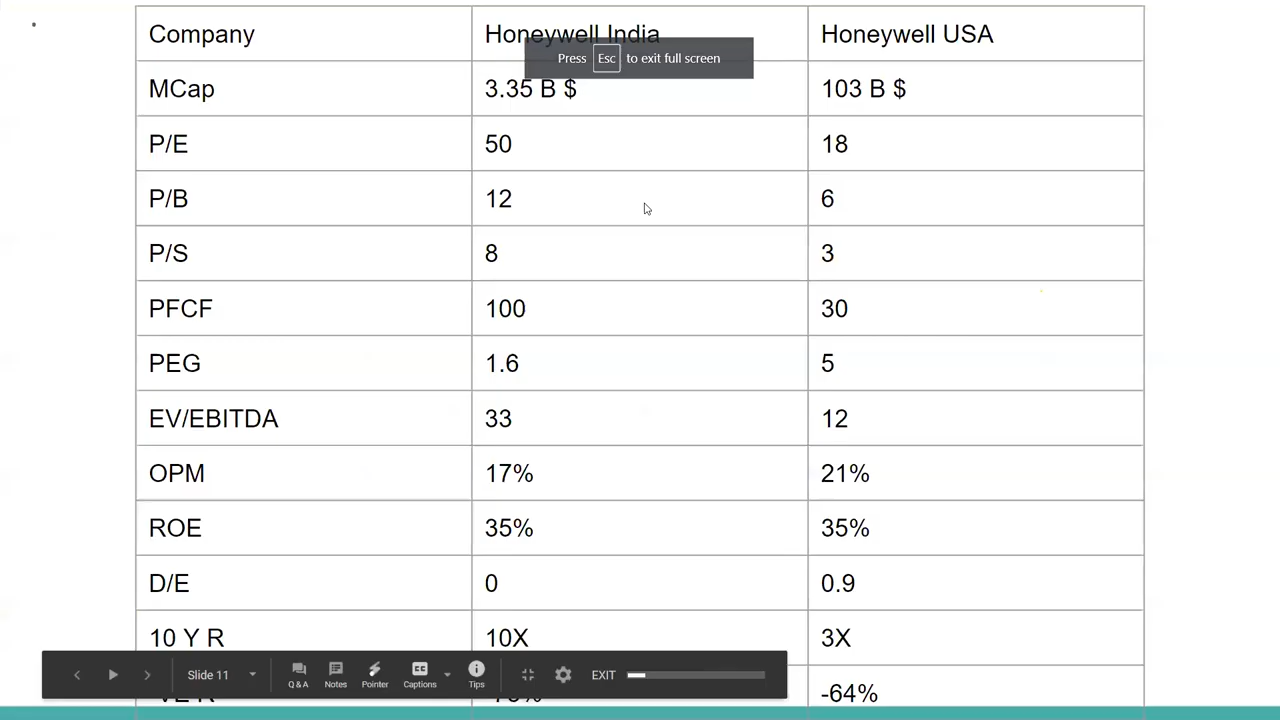 Company Honeywell India Honeywell USA
Press Esc to exit full screen
MCap 3.35 B $ 103 B $
P/E 50 18
P/B 12 6
P/S 8 3
PFCF 100 30
PEG 1.6 5
EV/EBITDA 33 12
OPM 17% 21%
ROE 35% 35%
D/E 0 0.9
10 Y R 10X 3X
Slide 11 Q & A Notes Pointer CC Captions Tips EXIT
-64%